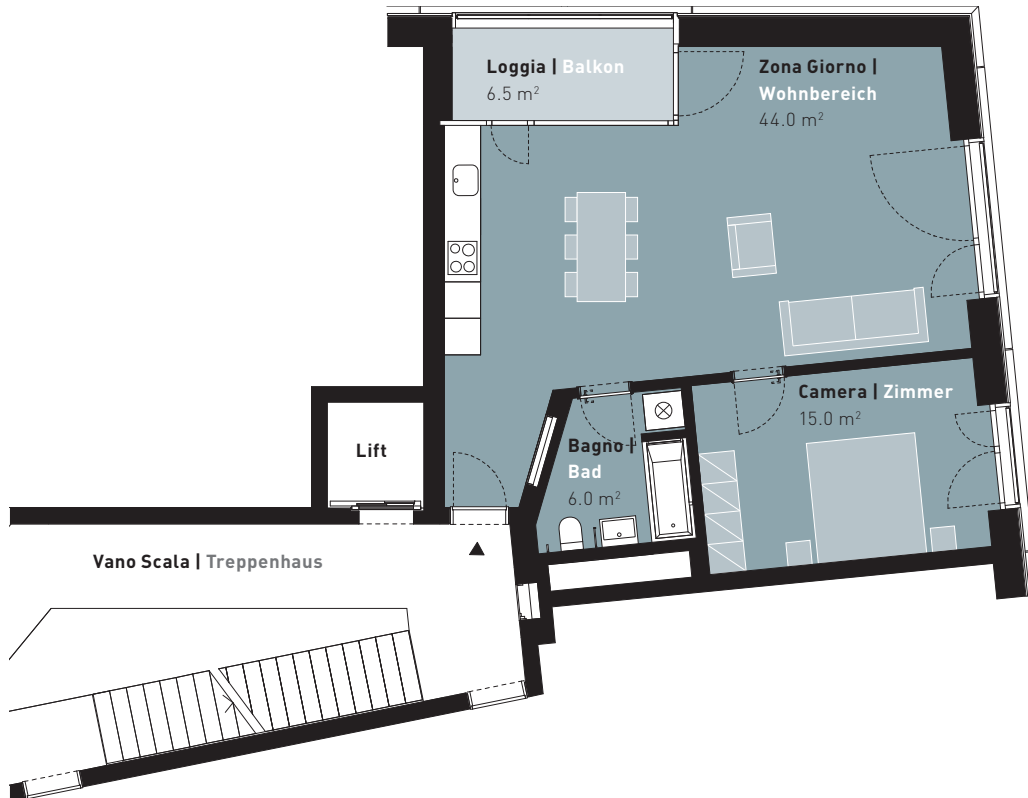 Loggia | Balkon
6.5 m²
Zona Giorno |
Wohnbereich
44.0 m²
Camera | Zimmer
15.0 m²
Bagno |
Bad
6.0 m²
Lift
Vano Scala | Treppenhaus